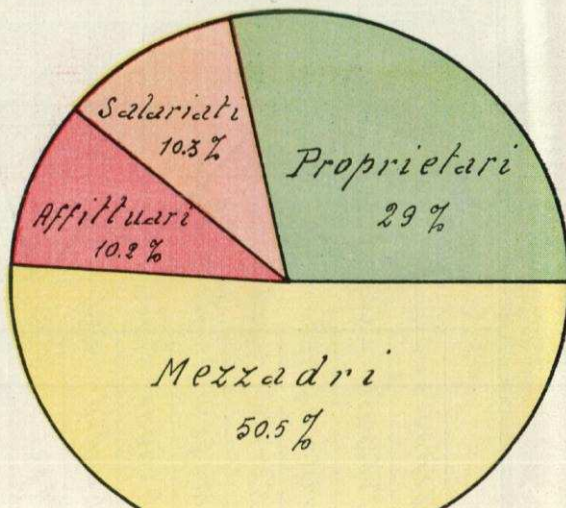 Salariati
10.3 %
Proprietari
29 %
Affittuari
10.2 %
Mezzadri
50.5 %